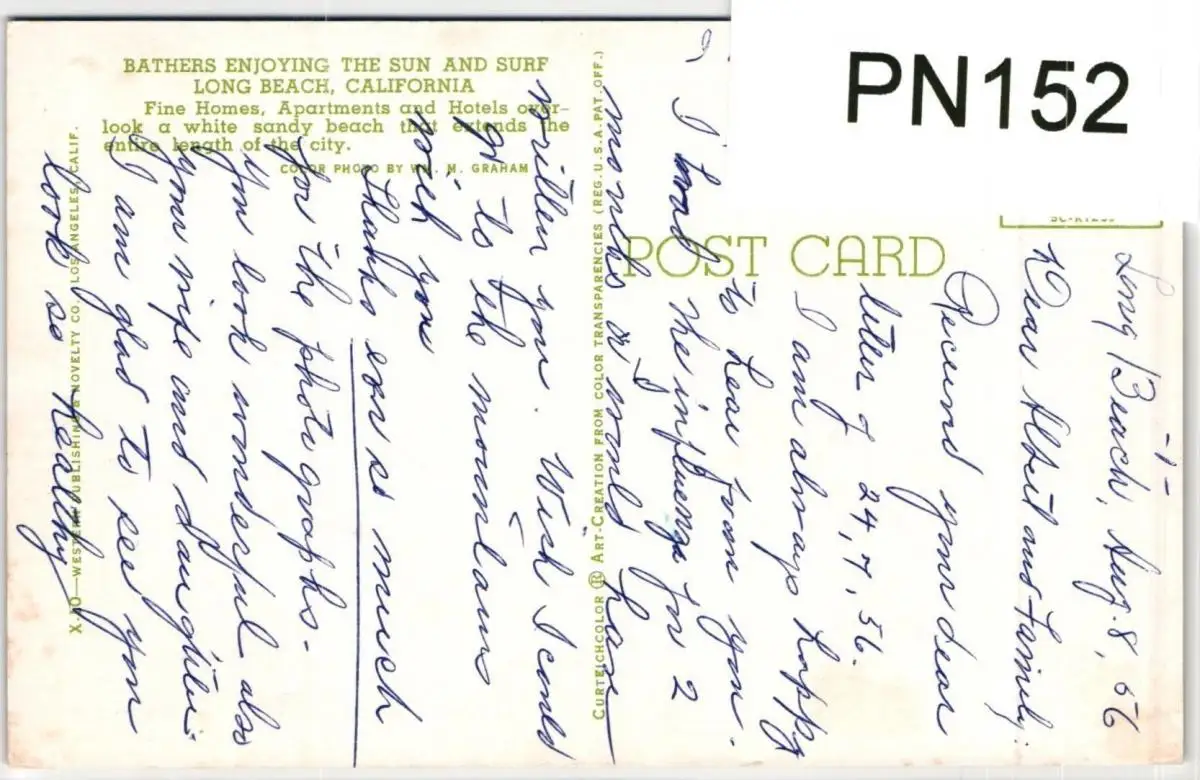 BATHERS ENJOYING THE SUN AND SURF
LONG BEACH, CALIFORNIA
Fine Homes, Apartments and Hotels over-
look a white sandy beach that extends the
entire length of the city.
COLOR PHOTO BY WM. M. GRAHAM
X-10—WESTERN PUBLISHING & NOVELTY CO., LOS ANGELES, CALIF.
CURTEICHCOLOR ® ART-CREATION FROM COLOR TRANSPARENCIES (REG. U.S.A. PAT. OFF.)
POST CARD
PN152
-1-
Long Beach, Aug. 8, 56
Dear Albert and Family:
Received your dear
letter of 24, 7, 56.
I am always happy
to hear from you.
I had the influenza for 2
months or I would have
written you. Wish I could
go to the mountains
with you
Thanks ever so much
for the photographs.
You look wonderful also
your wife and daughter.
I am glad to see you
look so healthy